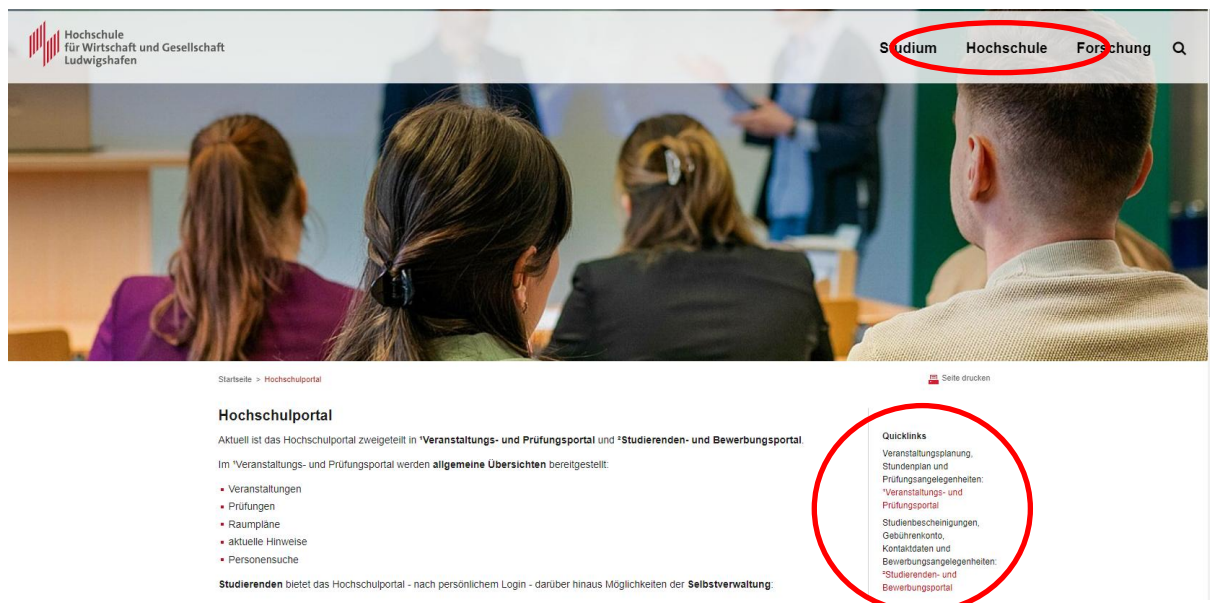 Hochschule
für Wirtschaft und Gesellschaft
Ludwigshafen
Studium Hochschule Forschung
Startseite > Hochschulportal
Seite drucken
Hochschulportal
Aktuell ist das Hochschulportal zweigeteilt in ¹Veranstaltungs- und Prüfungsportal und ²Studierenden- und Bewerbungsportal.
Im ¹Veranstaltungs- und Prüfungsportal werden allgemeine Übersichten bereitgestellt:
▪ Veranstaltungen
▪ Prüfungen
▪ Raumpläne
▪ aktuelle Hinweise
▪ Personensuche
Studierenden bietet das Hochschulportal - nach persönlichem Login - darüber hinaus Möglichkeiten der Selbstverwaltung:
Quicklinks
Veranstaltungsplanung,
Stundenplan und
Prüfungsangelegenheiten:
¹Veranstaltungs- und
Prüfungsportal
Studienbescheinigungen,
Gebührenkonto,
Kontaktdaten und
Bewerbungsangelegenheiten:
²Studierenden- und
Bewerbungsportal